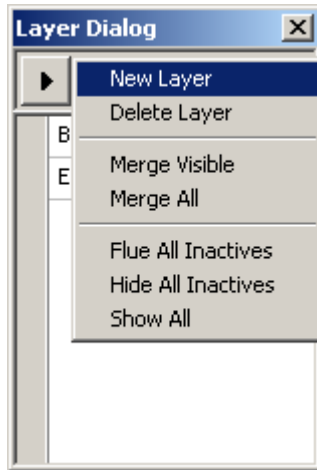 Layer Dialog
New Layer
Delete Layer
B
Merge Visible
E
Merge All
Flue All Inactives
Hide All Inactives
Show All